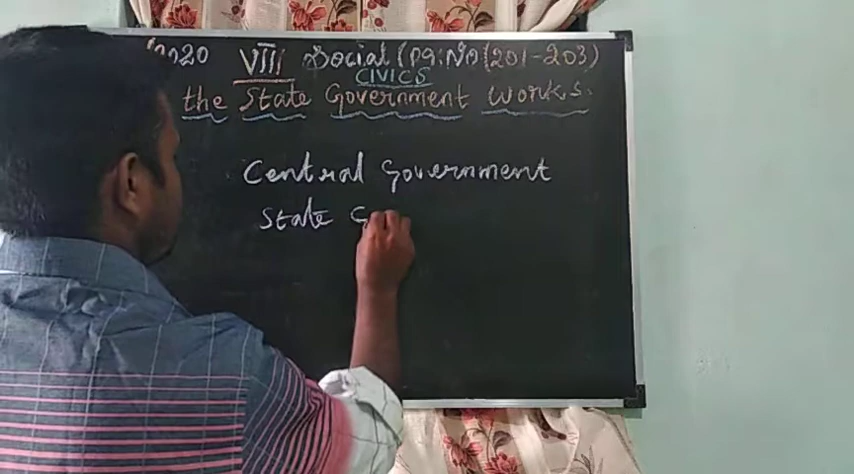 2020 VIII Social (Pg:No (201-203)
CIVICS
the State Government Works.
Central Government
State G